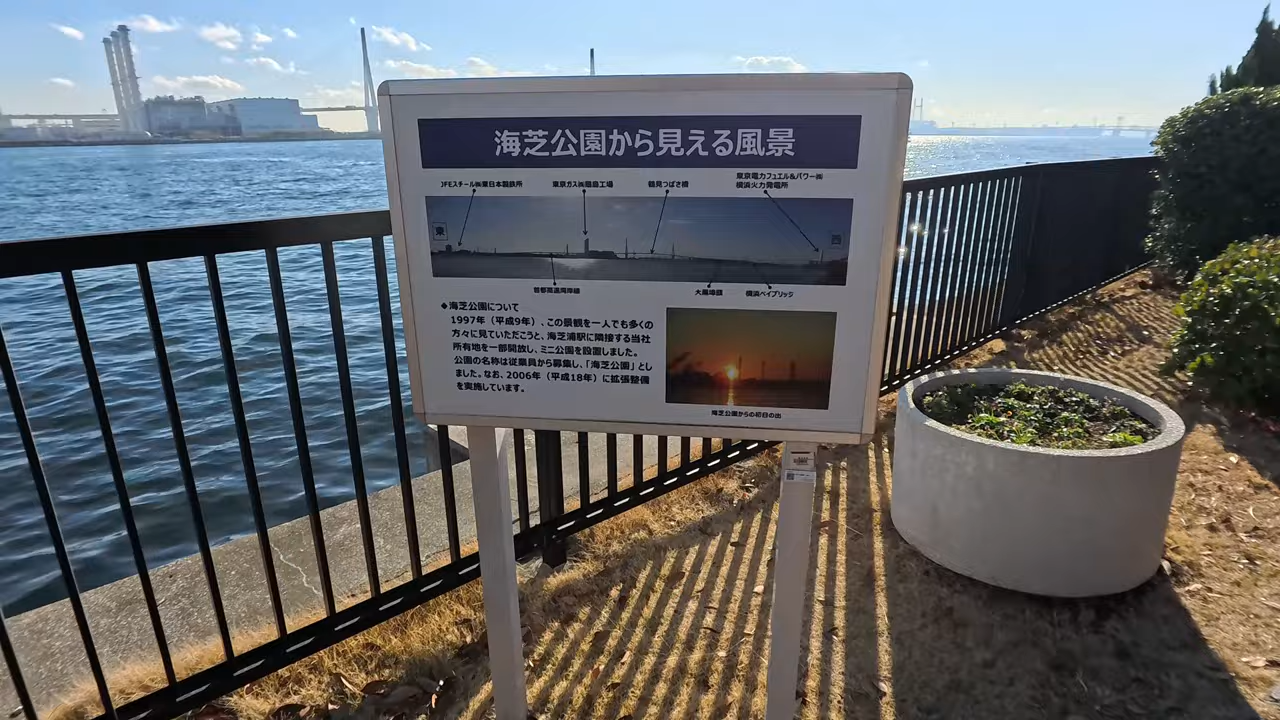 海芝公園から見える風景
JFEスチール㈱東日本製鉄所
東京ガス㈱扇島工場
鶴見つばさ橋
東京電力フュエル&パワー㈱
横浜火力発電所
東
西
首都高速湾岸線
大黒埠頭
横浜ベイブリッジ
◆海芝公園について
1997年（平成9年）、この景観を一人でも多くの
方々に見ていただこうと、海芝浦駅に隣接する当社
所有地を一部開放し、ミニ公園を設置しました。
公園の名称は従業員から募集し、「海芝公園」とし
ました。なお、2006年（平成18年）に拡張整備
を実施しています。
海芝公園からの初日の出